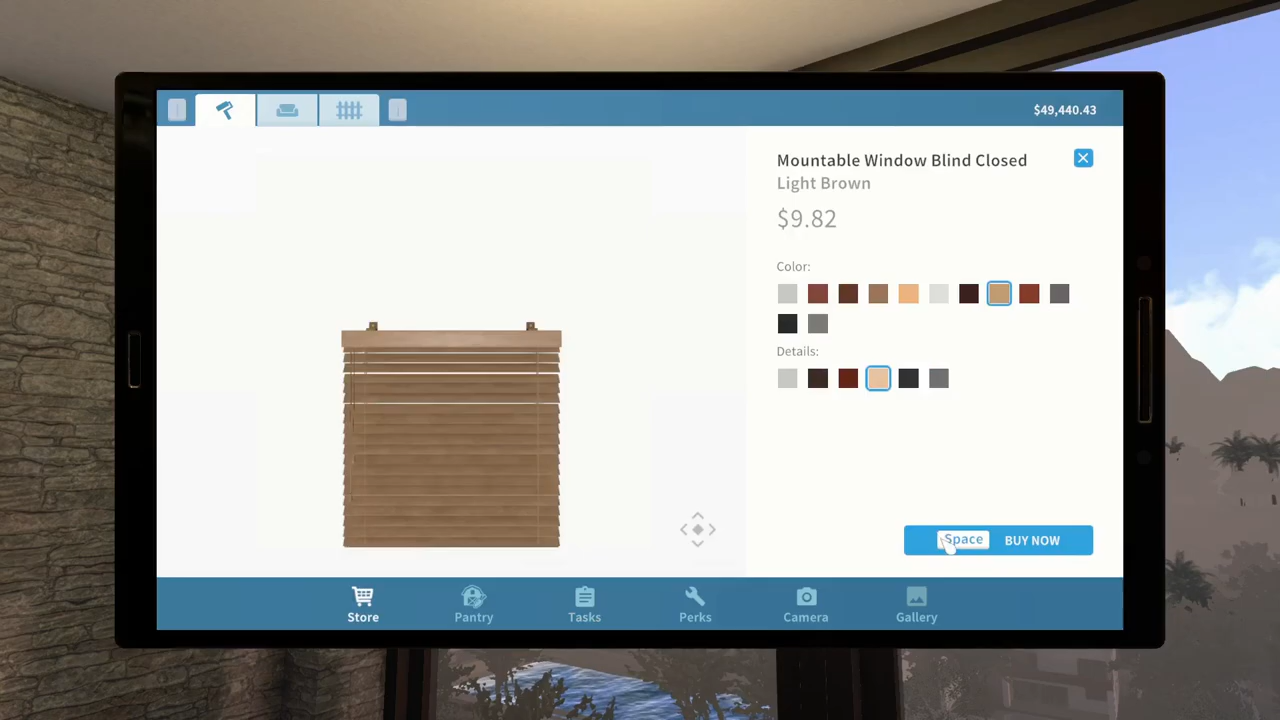 $49,440.43
Mountable Window Blind Closed
Light Brown
$9.82
Color:
Details:
Space BUY NOW
Store Pantry Tasks Perks Camera Gallery